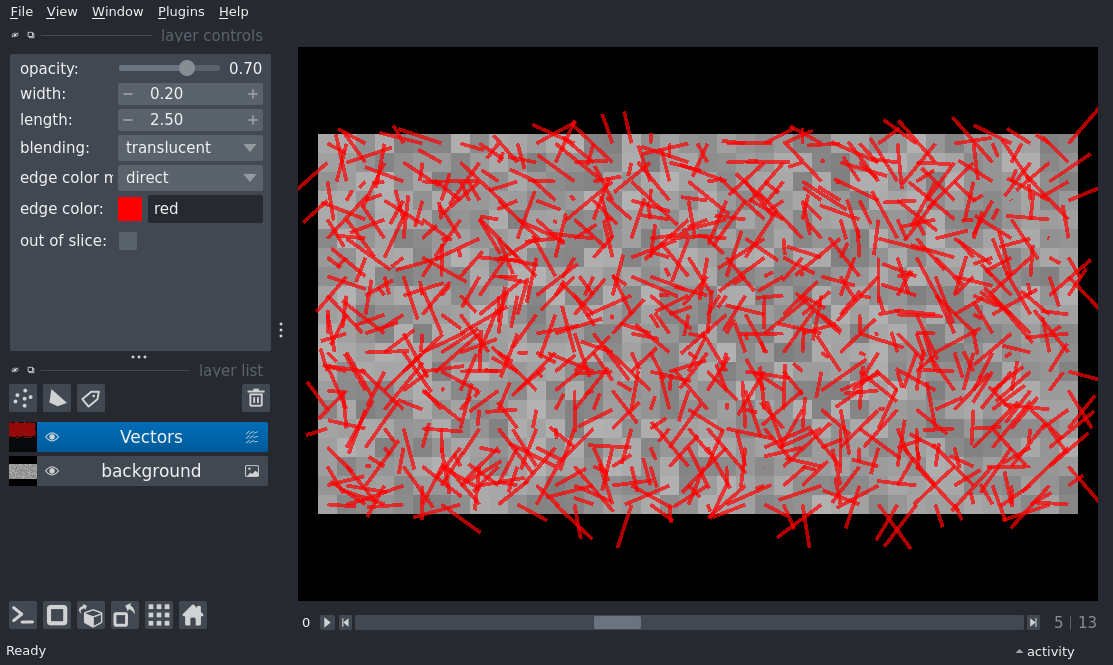 File View Window Plugins Help
layer controls
opacity: 0.70
width: − 0.20 +
length: − 2.50 +
blending: translucent
edge color m direct
edge color: red
out of slice:
layer list
Vectors
background
0 5 | 13
Ready activity